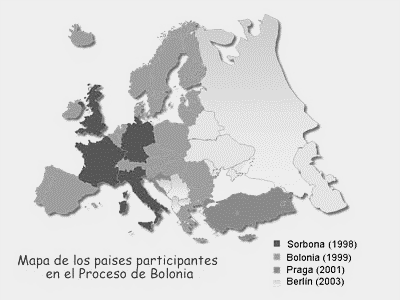 Mapa de los paises participantes
en el Proceso de Bolonia
Sorbona (1998)
Bolonia (1999)
Praga (2001)
Berlín (2003)